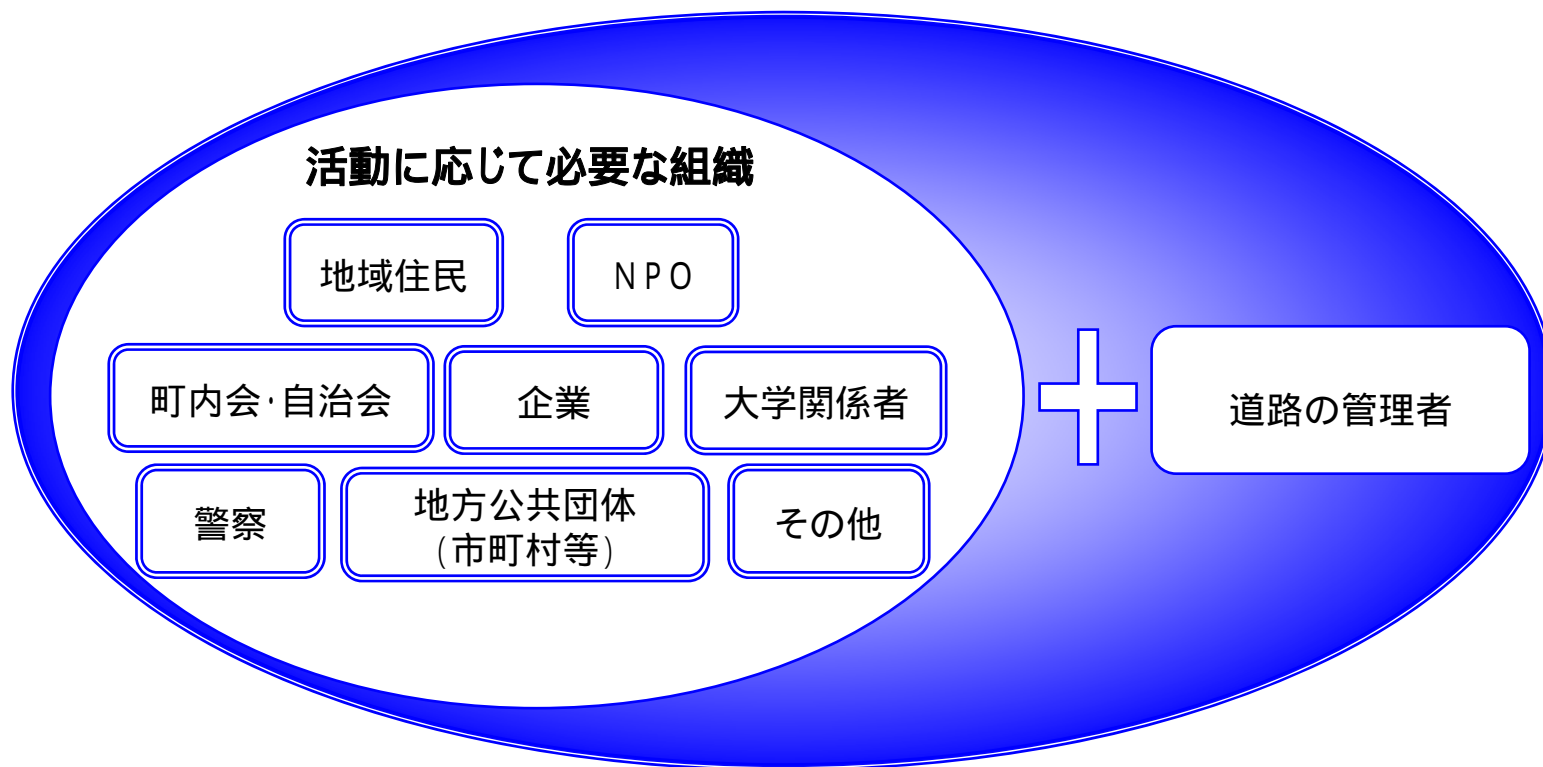 活動に応じて必要な組織
地域住民
NPO
町内会・自治会
企業
大学関係者
道路の管理者
警察
地方公共団体
(市町村等)
その他